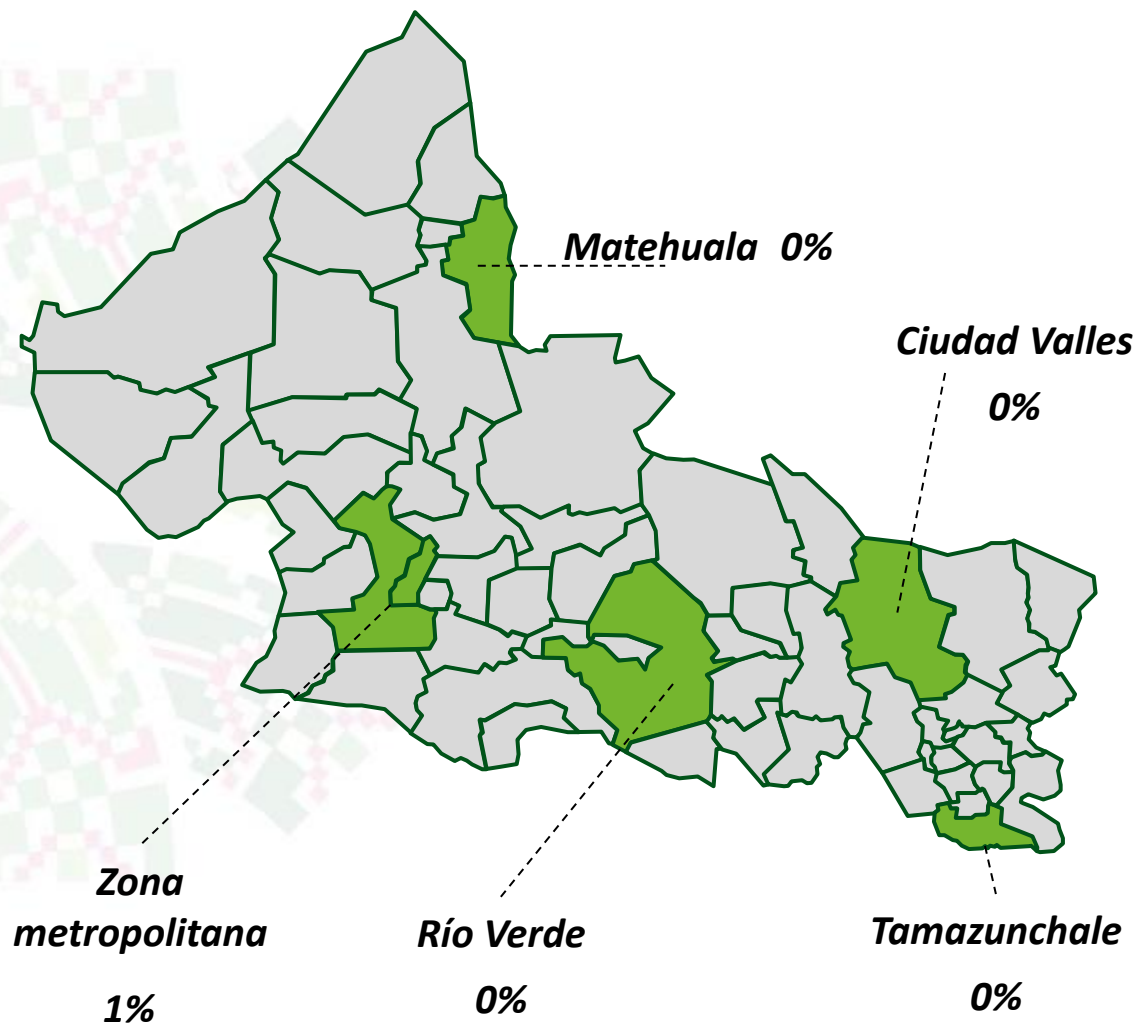 Matehuala 0%
Ciudad Valles
0%
Zona
metropolitana
1%
Río Verde
0%
Tamazunchale
0%